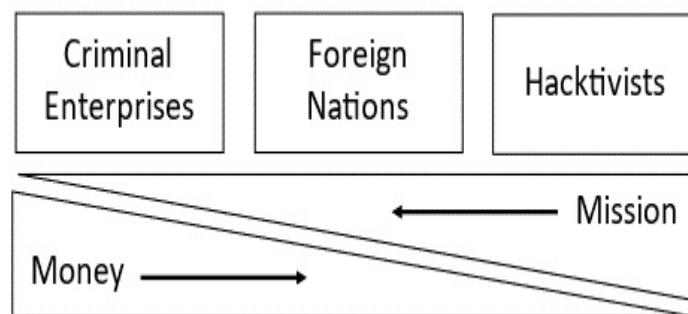 Criminal
Enterprises
Foreign
Nations
Hacktivists
Mission
Money